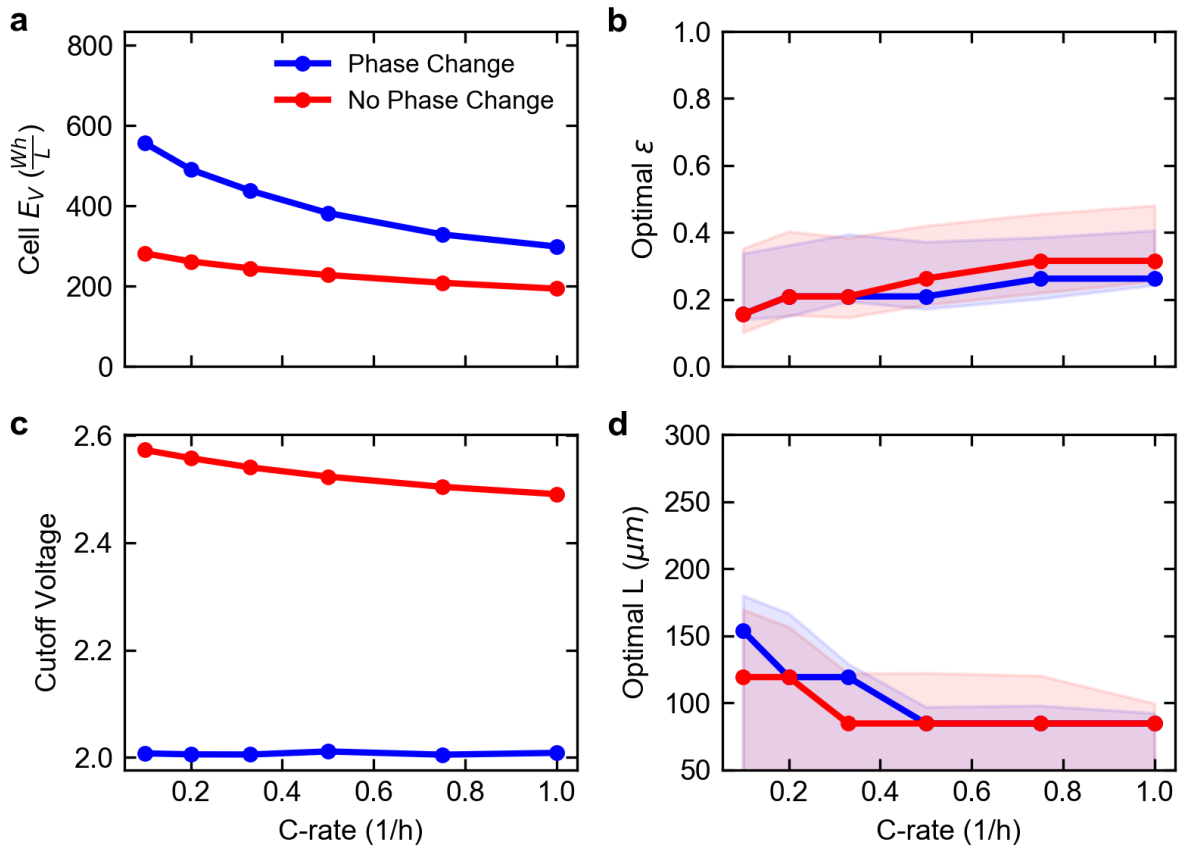 a
800
600
400
200
0
Cell E_V (Wh/L)
Phase Change
No Phase Change
b
1.0
0.8
0.6
0.4
0.2
0.0
Optimal ε
c
2.6
2.4
2.2
2.0
Cutoff Voltage
0.2 0.4 0.6 0.8 1.0
C-rate (1/h)
d
300
250
200
150
100
50
Optimal L (μm)
0.2 0.4 0.6 0.8 1.0
C-rate (1/h)